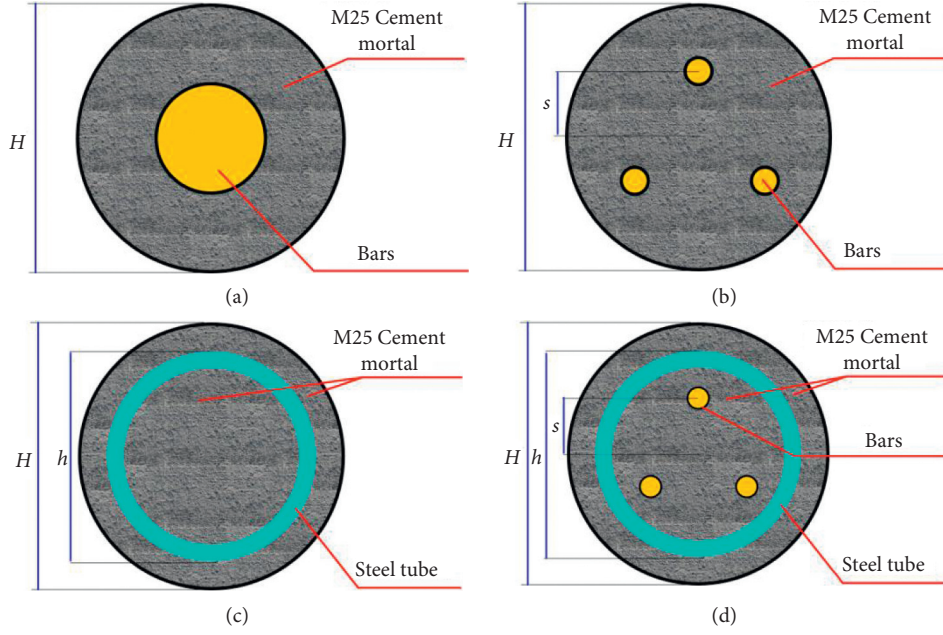 M25 Cement
mortal
H
Bars
(a)
M25 Cement
mortal
s
H
Bars
(b)
M25 Cement
mortal
H
h
Steel tube
(c)
M25 Cement
mortal
s
Bars
H
h
Steel tube
(d)